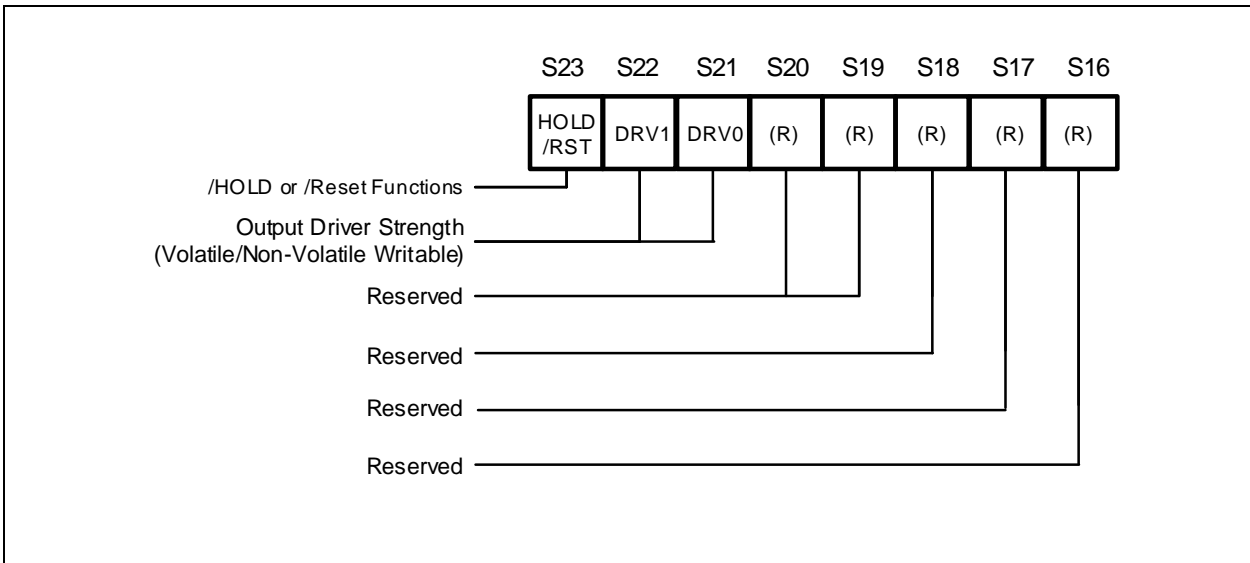 S23 S22 S21 S20 S19 S18 S17 S16
HOLD
/RST DRV1 DRV0 (R) (R) (R) (R) (R)
/HOLD or /Reset Functions
Output Driver Strength
(Volatile/Non-Volatile Writable)
Reserved
Reserved
Reserved
Reserved